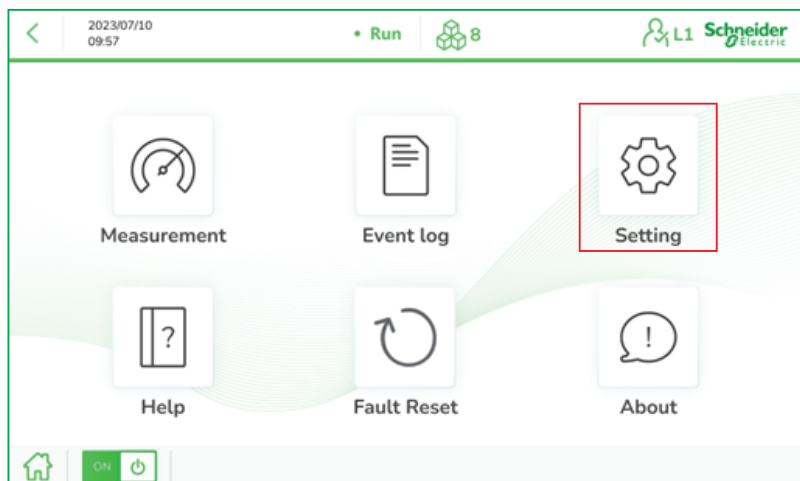 2023/07/10
09:57
• Run
8
L1
Schneider
Electric
Measurement
Event log
Setting
?
!
Help
Fault Reset
About
ON